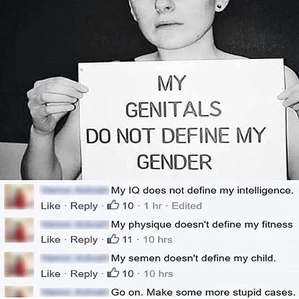 MY
GENITALS
DO NOT DEFINE MY
GENDER
My IQ does not define my intelligence.
Like · Reply · 10 · 1 hr · Edited
My physique doesn't define my fitness
Like · Reply · 11 · 10 hrs
My semen doesn't define my child.
Like · Reply · 10 · 10 hrs
Go on. Make some more stupid cases.